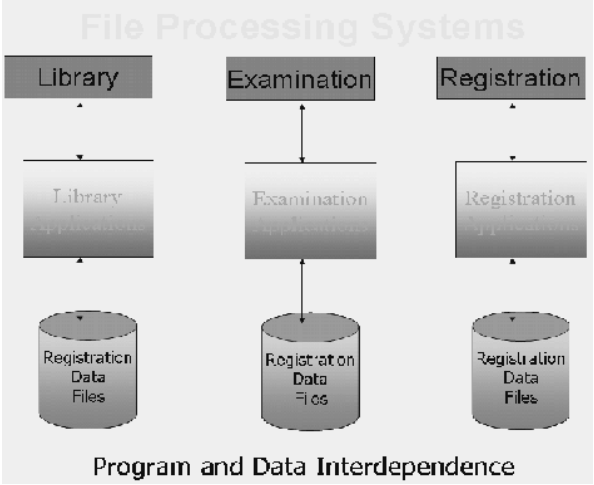 File Processing Systems
Library
Examination
Registration
Library
Applications
Examination
Applications
Registration
Applications
Registration
Data
Files
Registration
Data
Files
Registration
Data
Files
Program and Data Interdependence